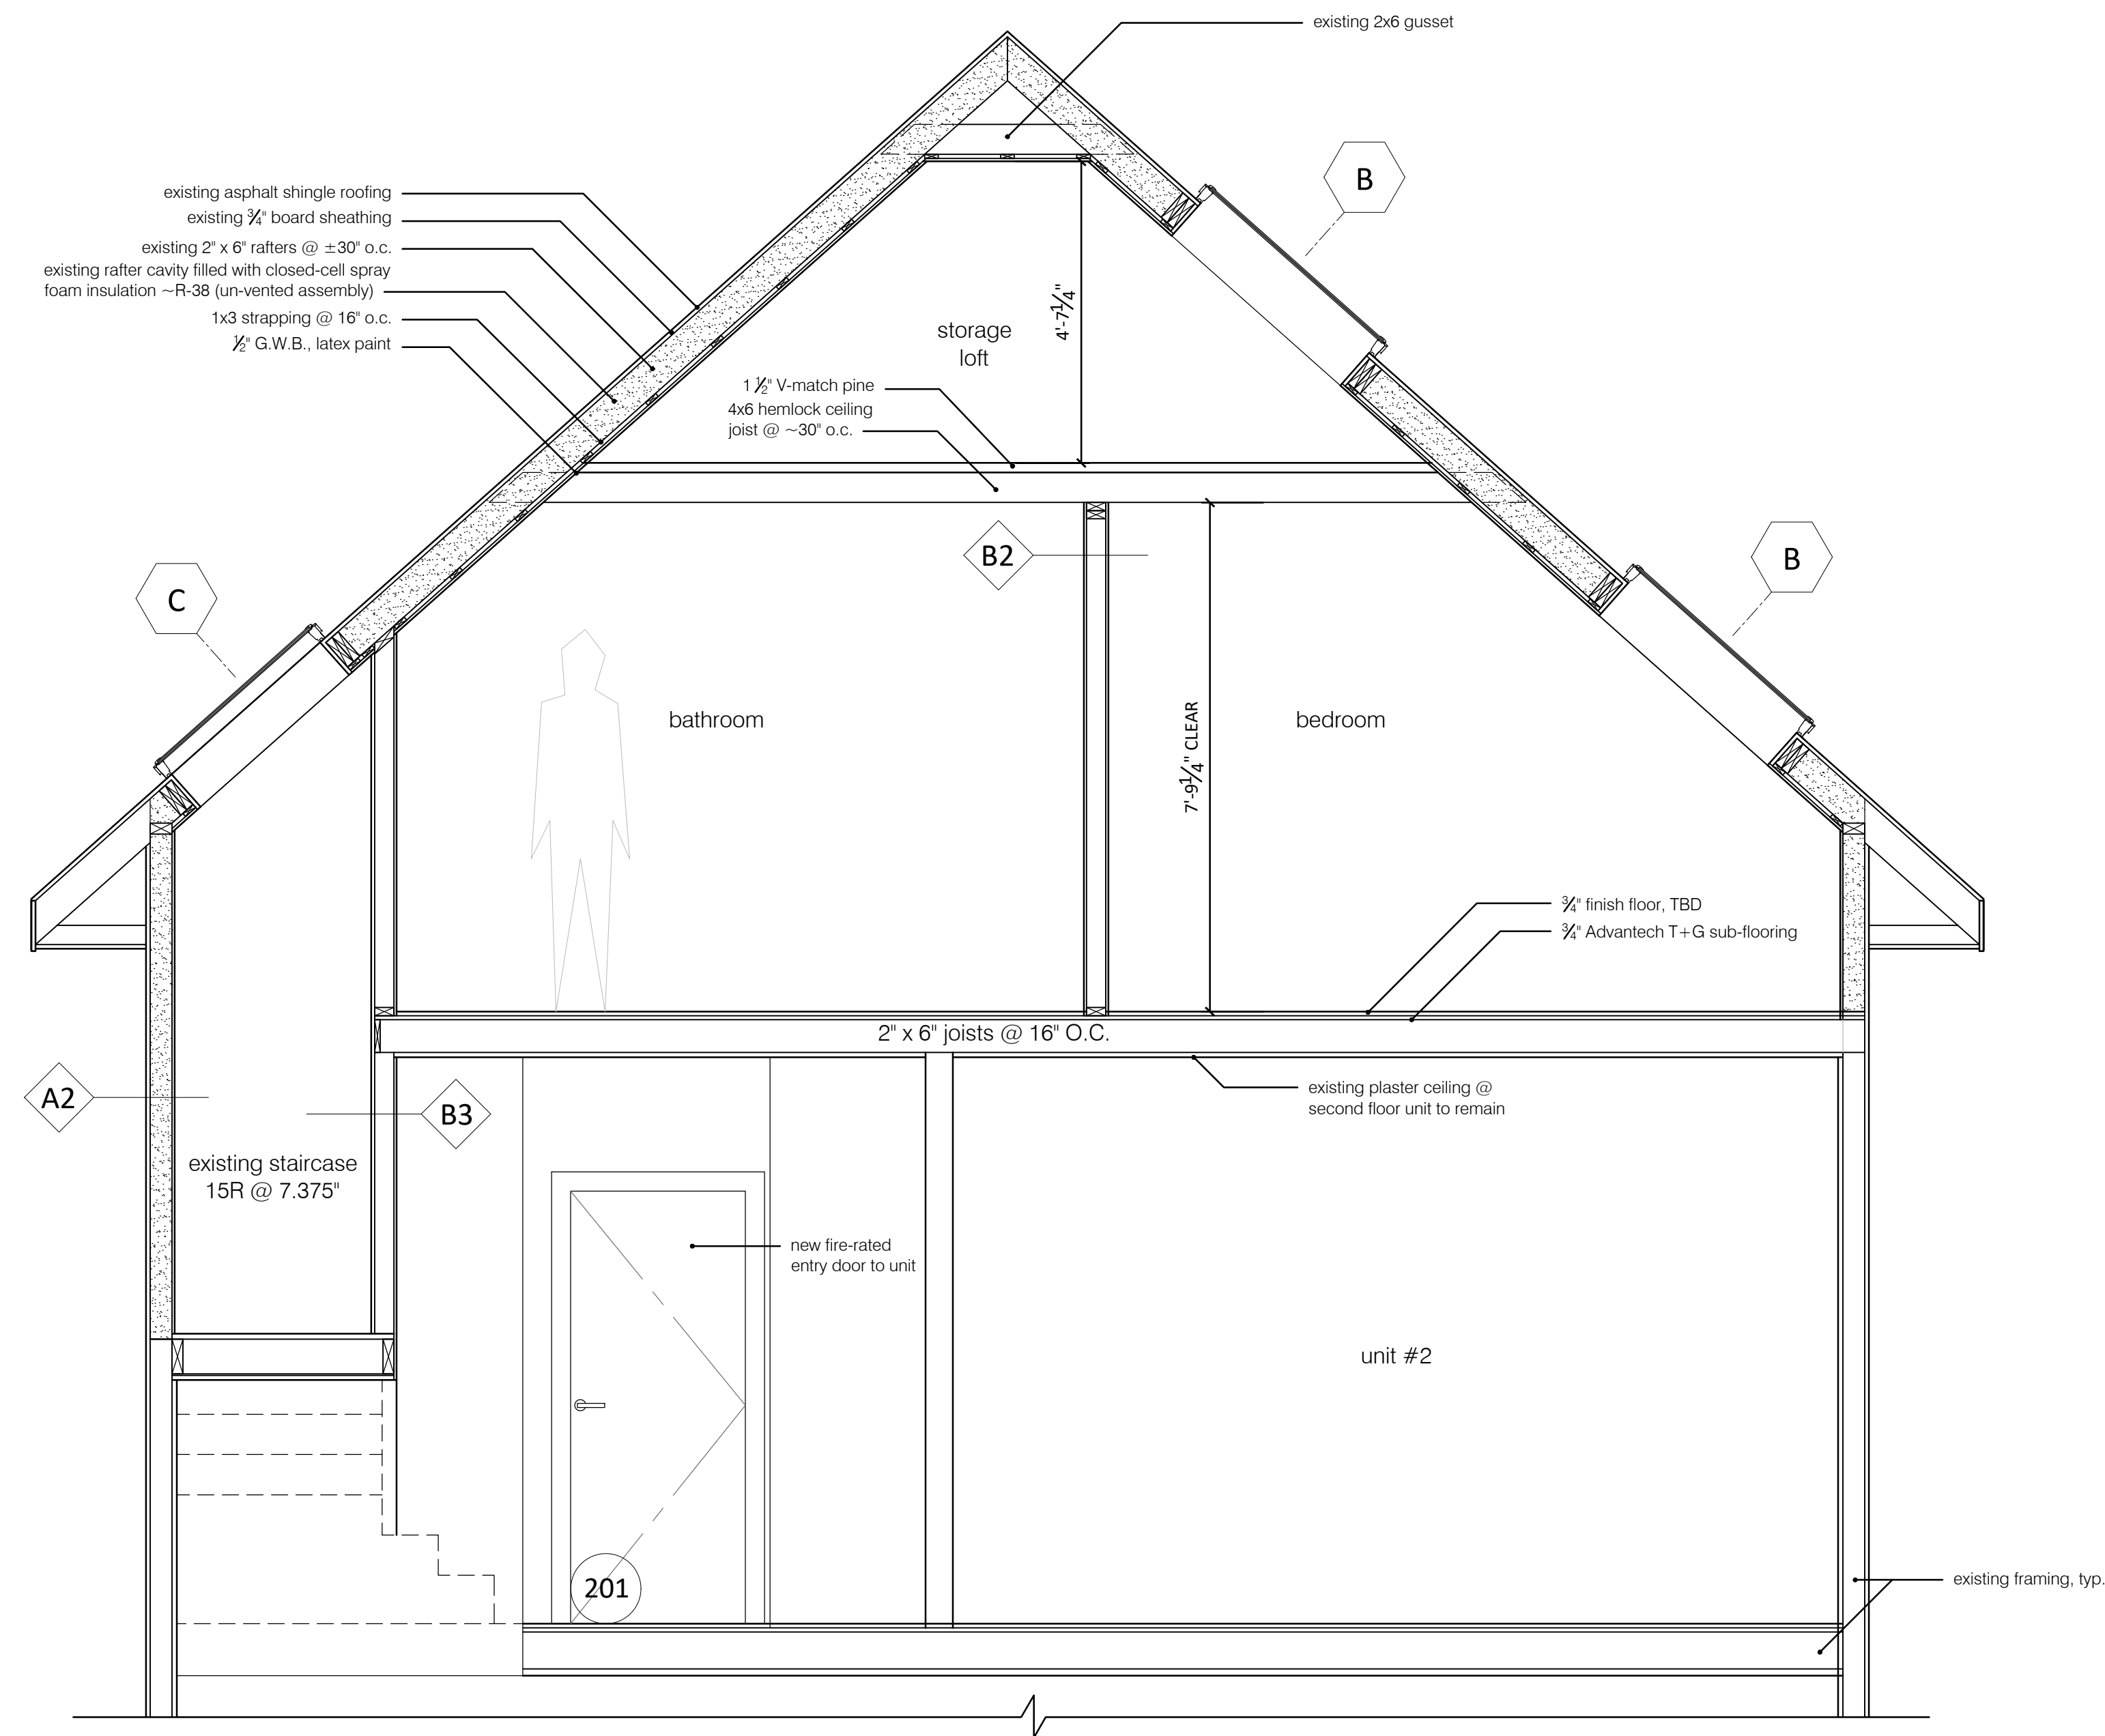 existing 2x6 gusset
B
existing asphalt shingle roofing
existing 3/4" board sheathing
existing 2" x 6" rafters @ ±30" o.c.
existing rafter cavity filled with closed-cell spray
foam insulation ~R-38 (un-vented assembly)
1x3 strapping @ 16" o.c.
1/2" G.W.B., latex paint
4'-7 1/4"
storage
loft
1 1/2" V-match pine
4x6 hemlock ceiling
joist @ ~30" o.c.
B2
B
C
bathroom
7'-9 1/4" CLEAR
bedroom
3/4" finish floor, TBD
3/4" Advantech T+G sub-flooring
2" x 6" joists @ 16" O.C.
existing plaster ceiling @
second floor unit to remain
A2
B3
existing staircase
15R @ 7.375"
new fire-rated
entry door to unit
unit #2
201
existing framing, typ.